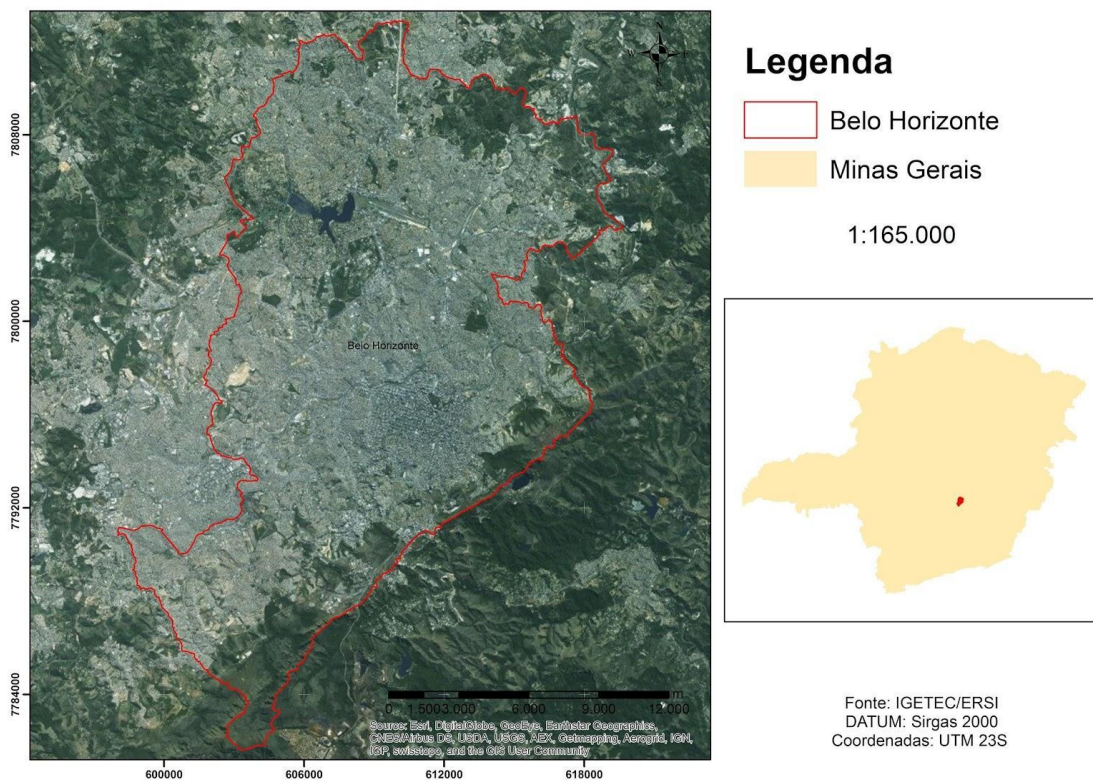 N
W
Legenda
Belo Horizonte
Minas Gerais
1:165.000
7808000
7800000
7792000
7784000
Belo Horizonte
m
0 1.500 3.000 6.000 9.000 12.000
Source: Esri, DigitalGlobe, GeoEye, Earthstar Geographics,
CNES/Airbus DS, USDA, USGS, AEX, Getmapping, Aerogrid, IGN,
IGP, swisstopo, and the GIS User Community
600000 606000 612000 618000
Fonte: IGETEC/ERSI
DATUM: Sirgas 2000
Coordenadas: UTM 23S